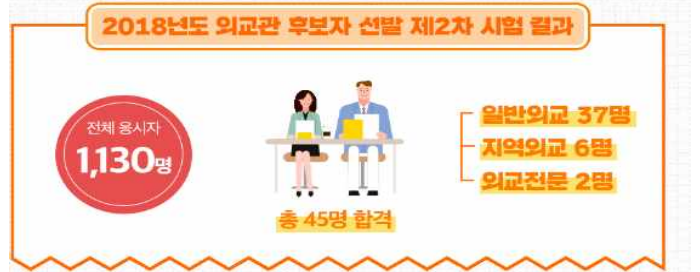 2018년도 외교관 후보자 선발 제2차 시험 결과
전체 응시자
1,130명
총 45명 합격
일반외교 37명
지역외교 6명
외교전문 2명